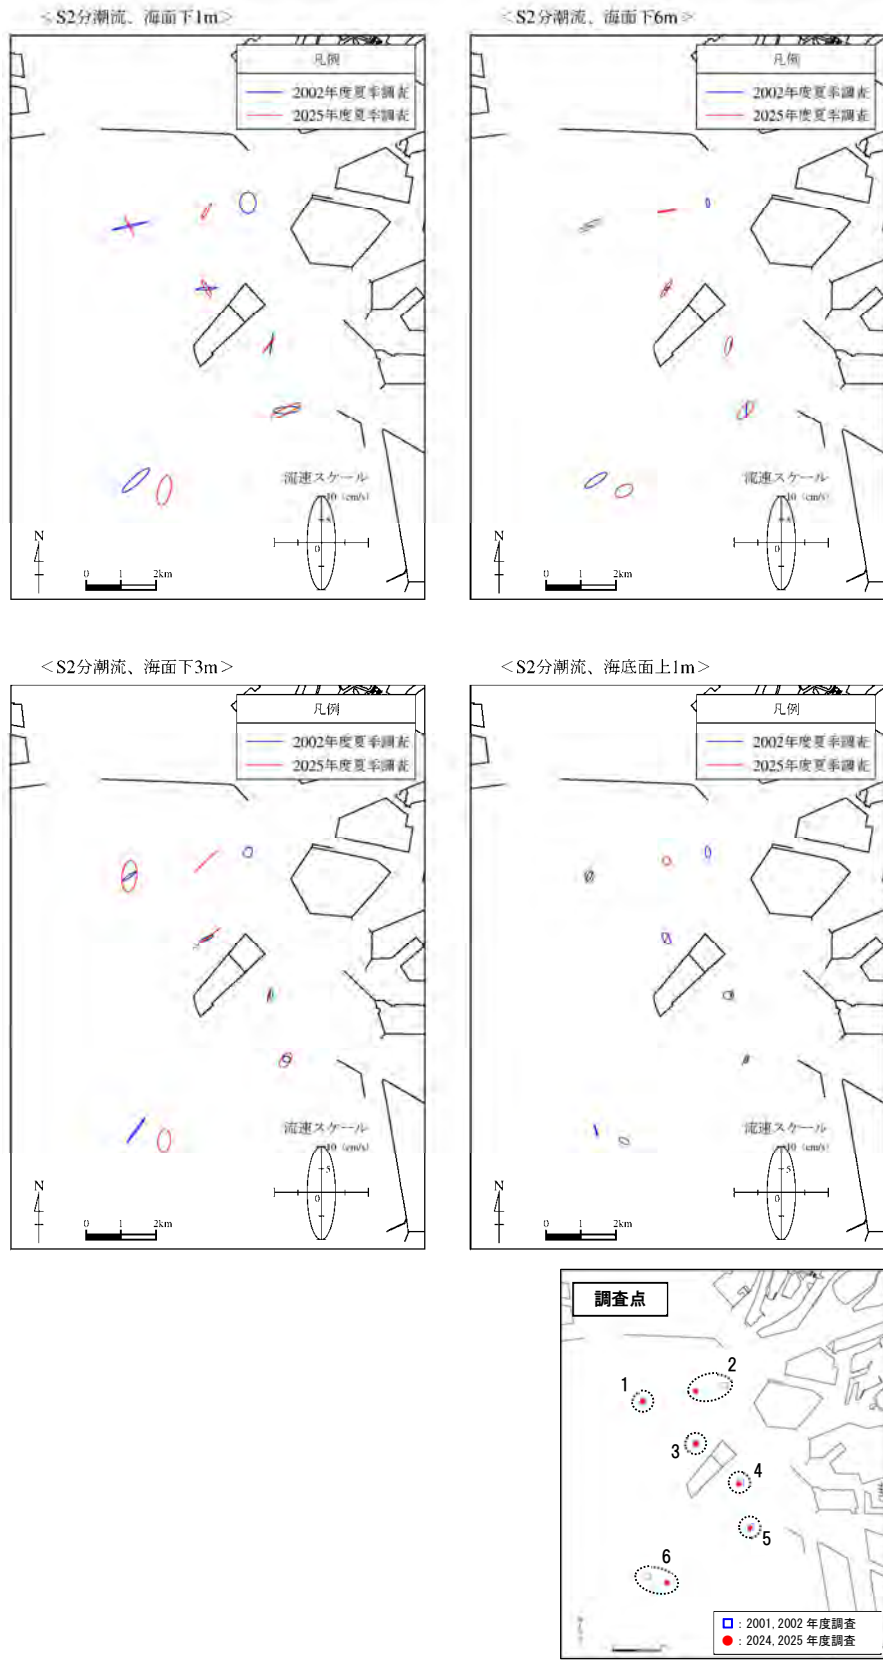 ＜S2分潮流、海面下1m＞
凡例
2002年度夏季調査
2025年度夏季調査
流速スケール
10 (cm/s)
5
0
N
0 1 2km
＜S2分潮流、海面下6m＞
凡例
2002年度夏季調査
2025年度夏季調査
流速スケール
10 (cm/s)
5
0
N
0 1 2km
＜S2分潮流、海面下3m＞
凡例
2002年度夏季調査
2025年度夏季調査
流速スケール
10 (cm/s)
5
0
N
0 1 2km
＜S2分潮流、海底面上1m＞
凡例
2002年度夏季調査
2025年度夏季調査
流速スケール
10 (cm/s)
5
0
N
0 1 2km
調査点
1
2
3
4
5
6
：2001, 2002 年度調査
：2024, 2025 年度調査